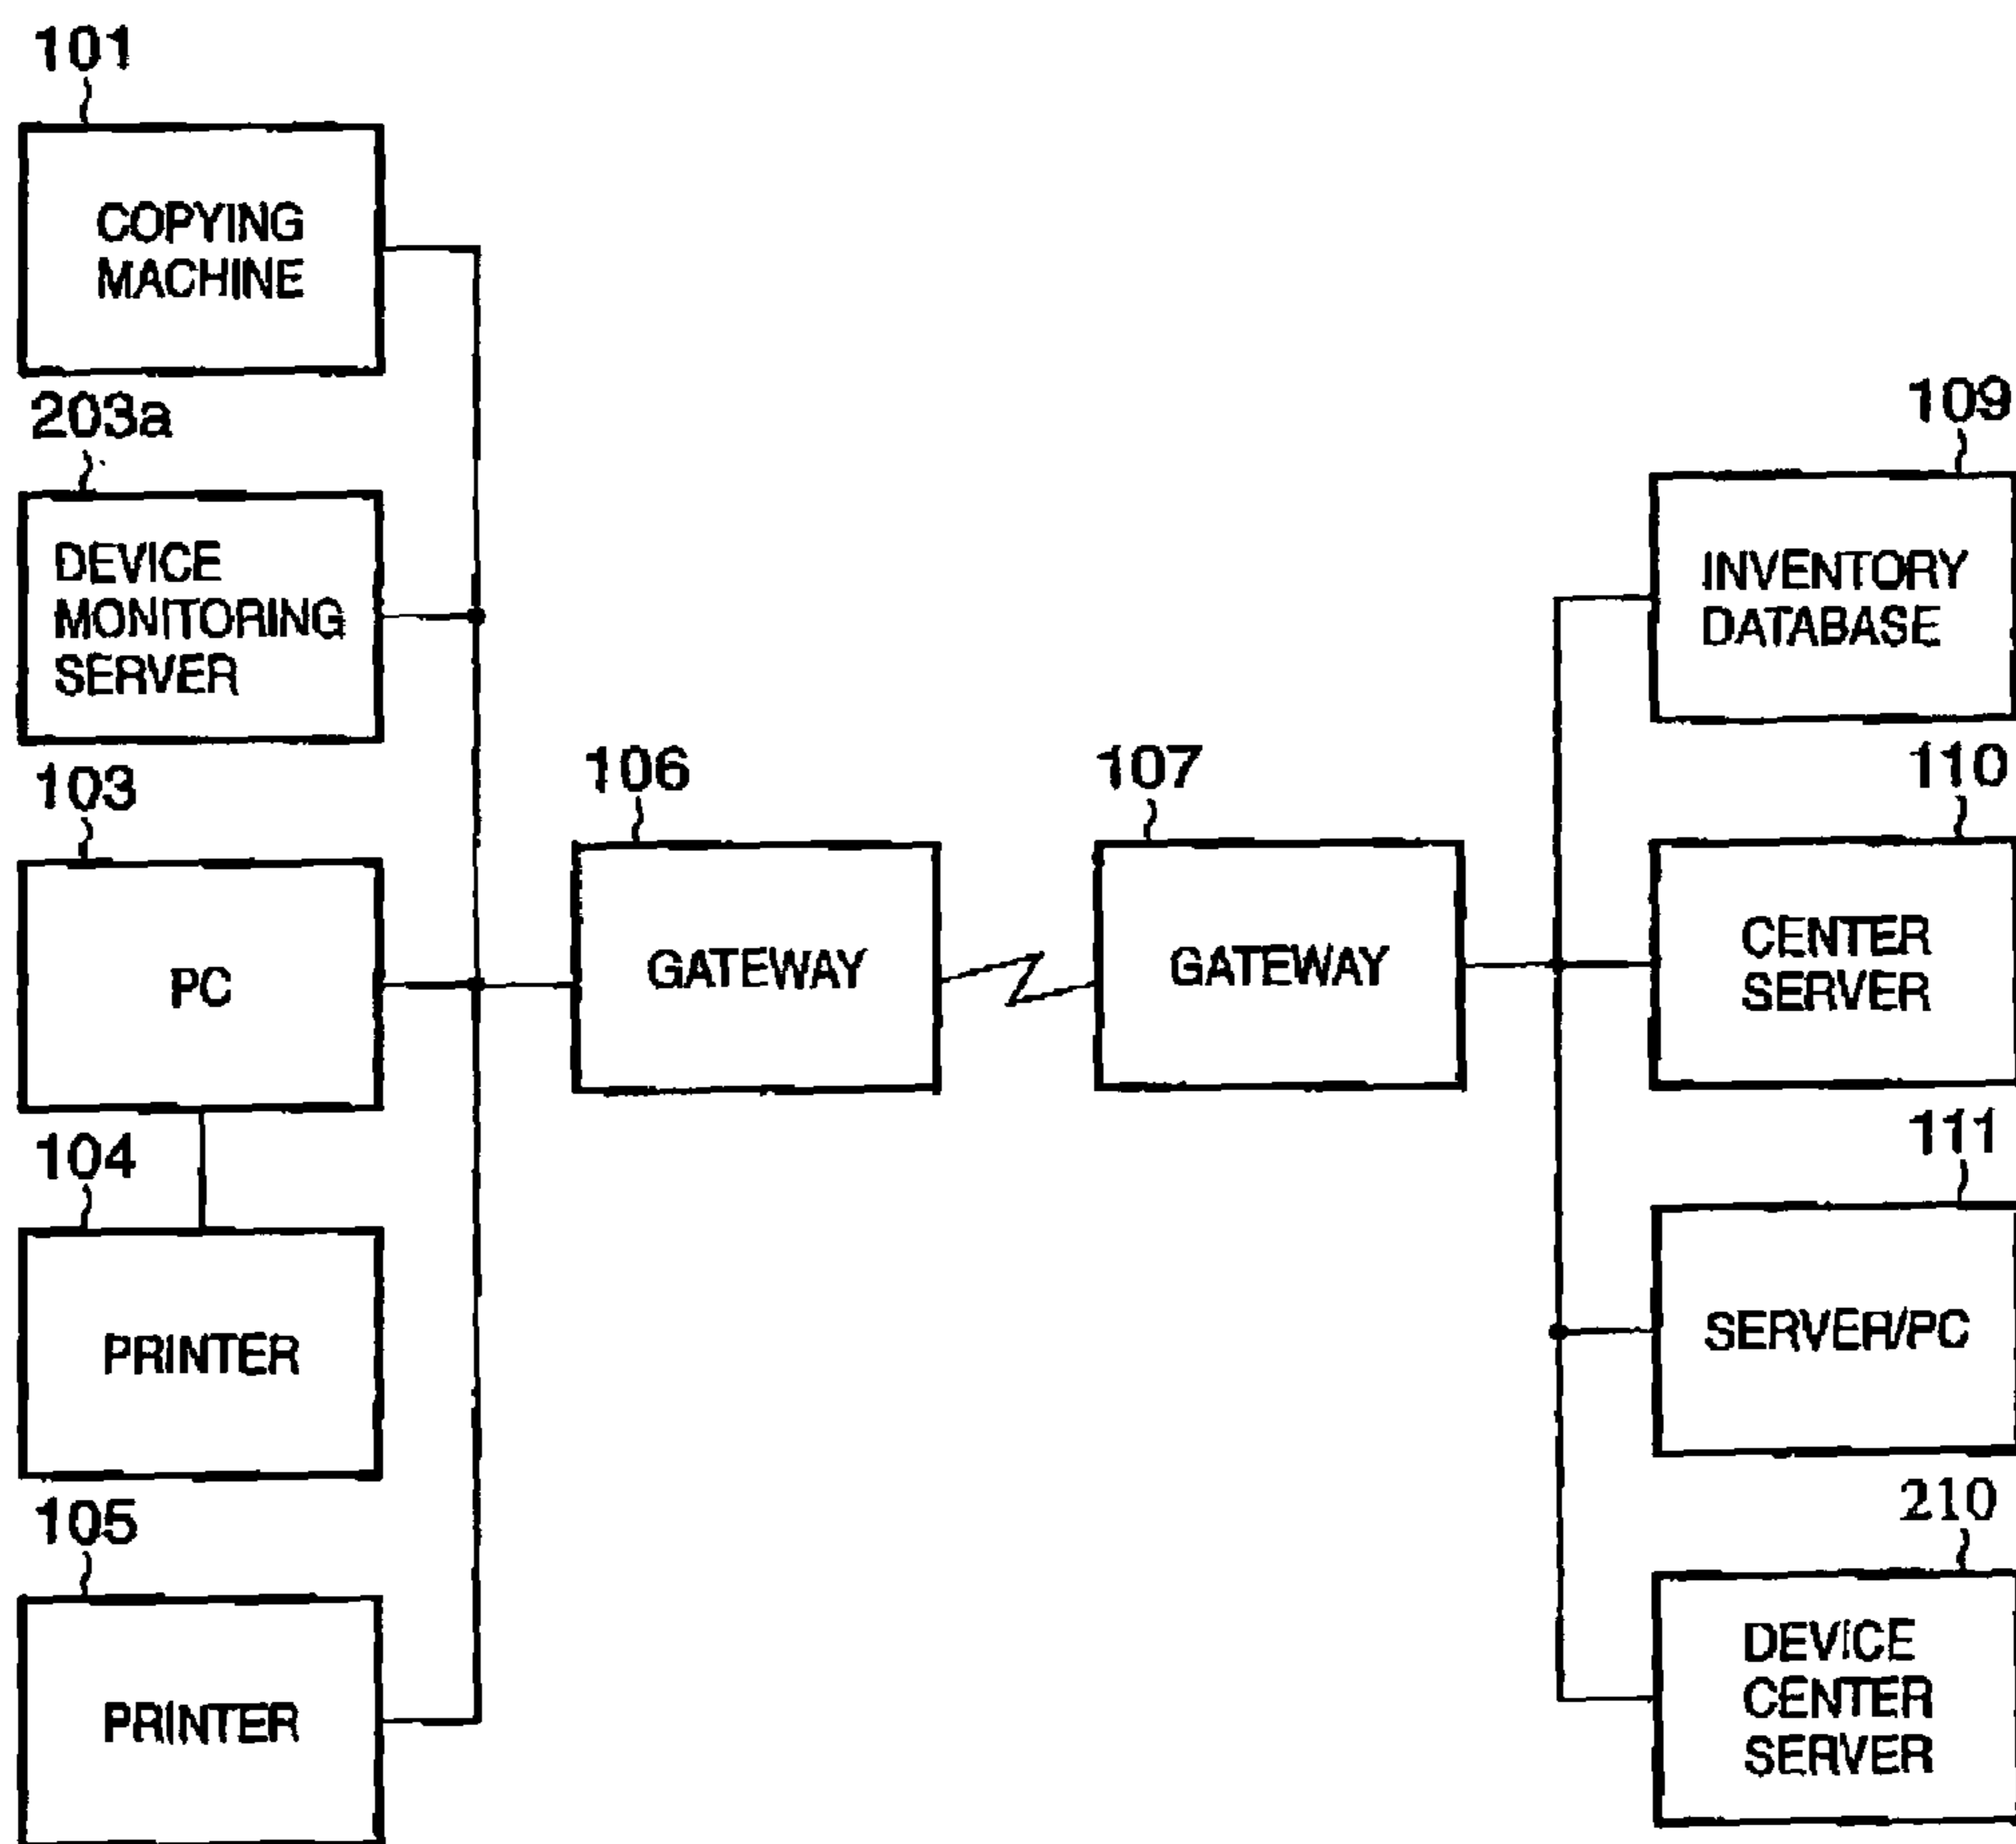 101
COPYING
MACHINE
203a
DEVICE
MONITORING
SERVER
103
PC
104
PRINTER
105
PRINTER
106
GATEWAY
107
GATEWAY
109
INVENTORY
DATABASE
110
CENTER
SERVER
111
SERVER/PC
210
DEVICE
CENTER
SERVER